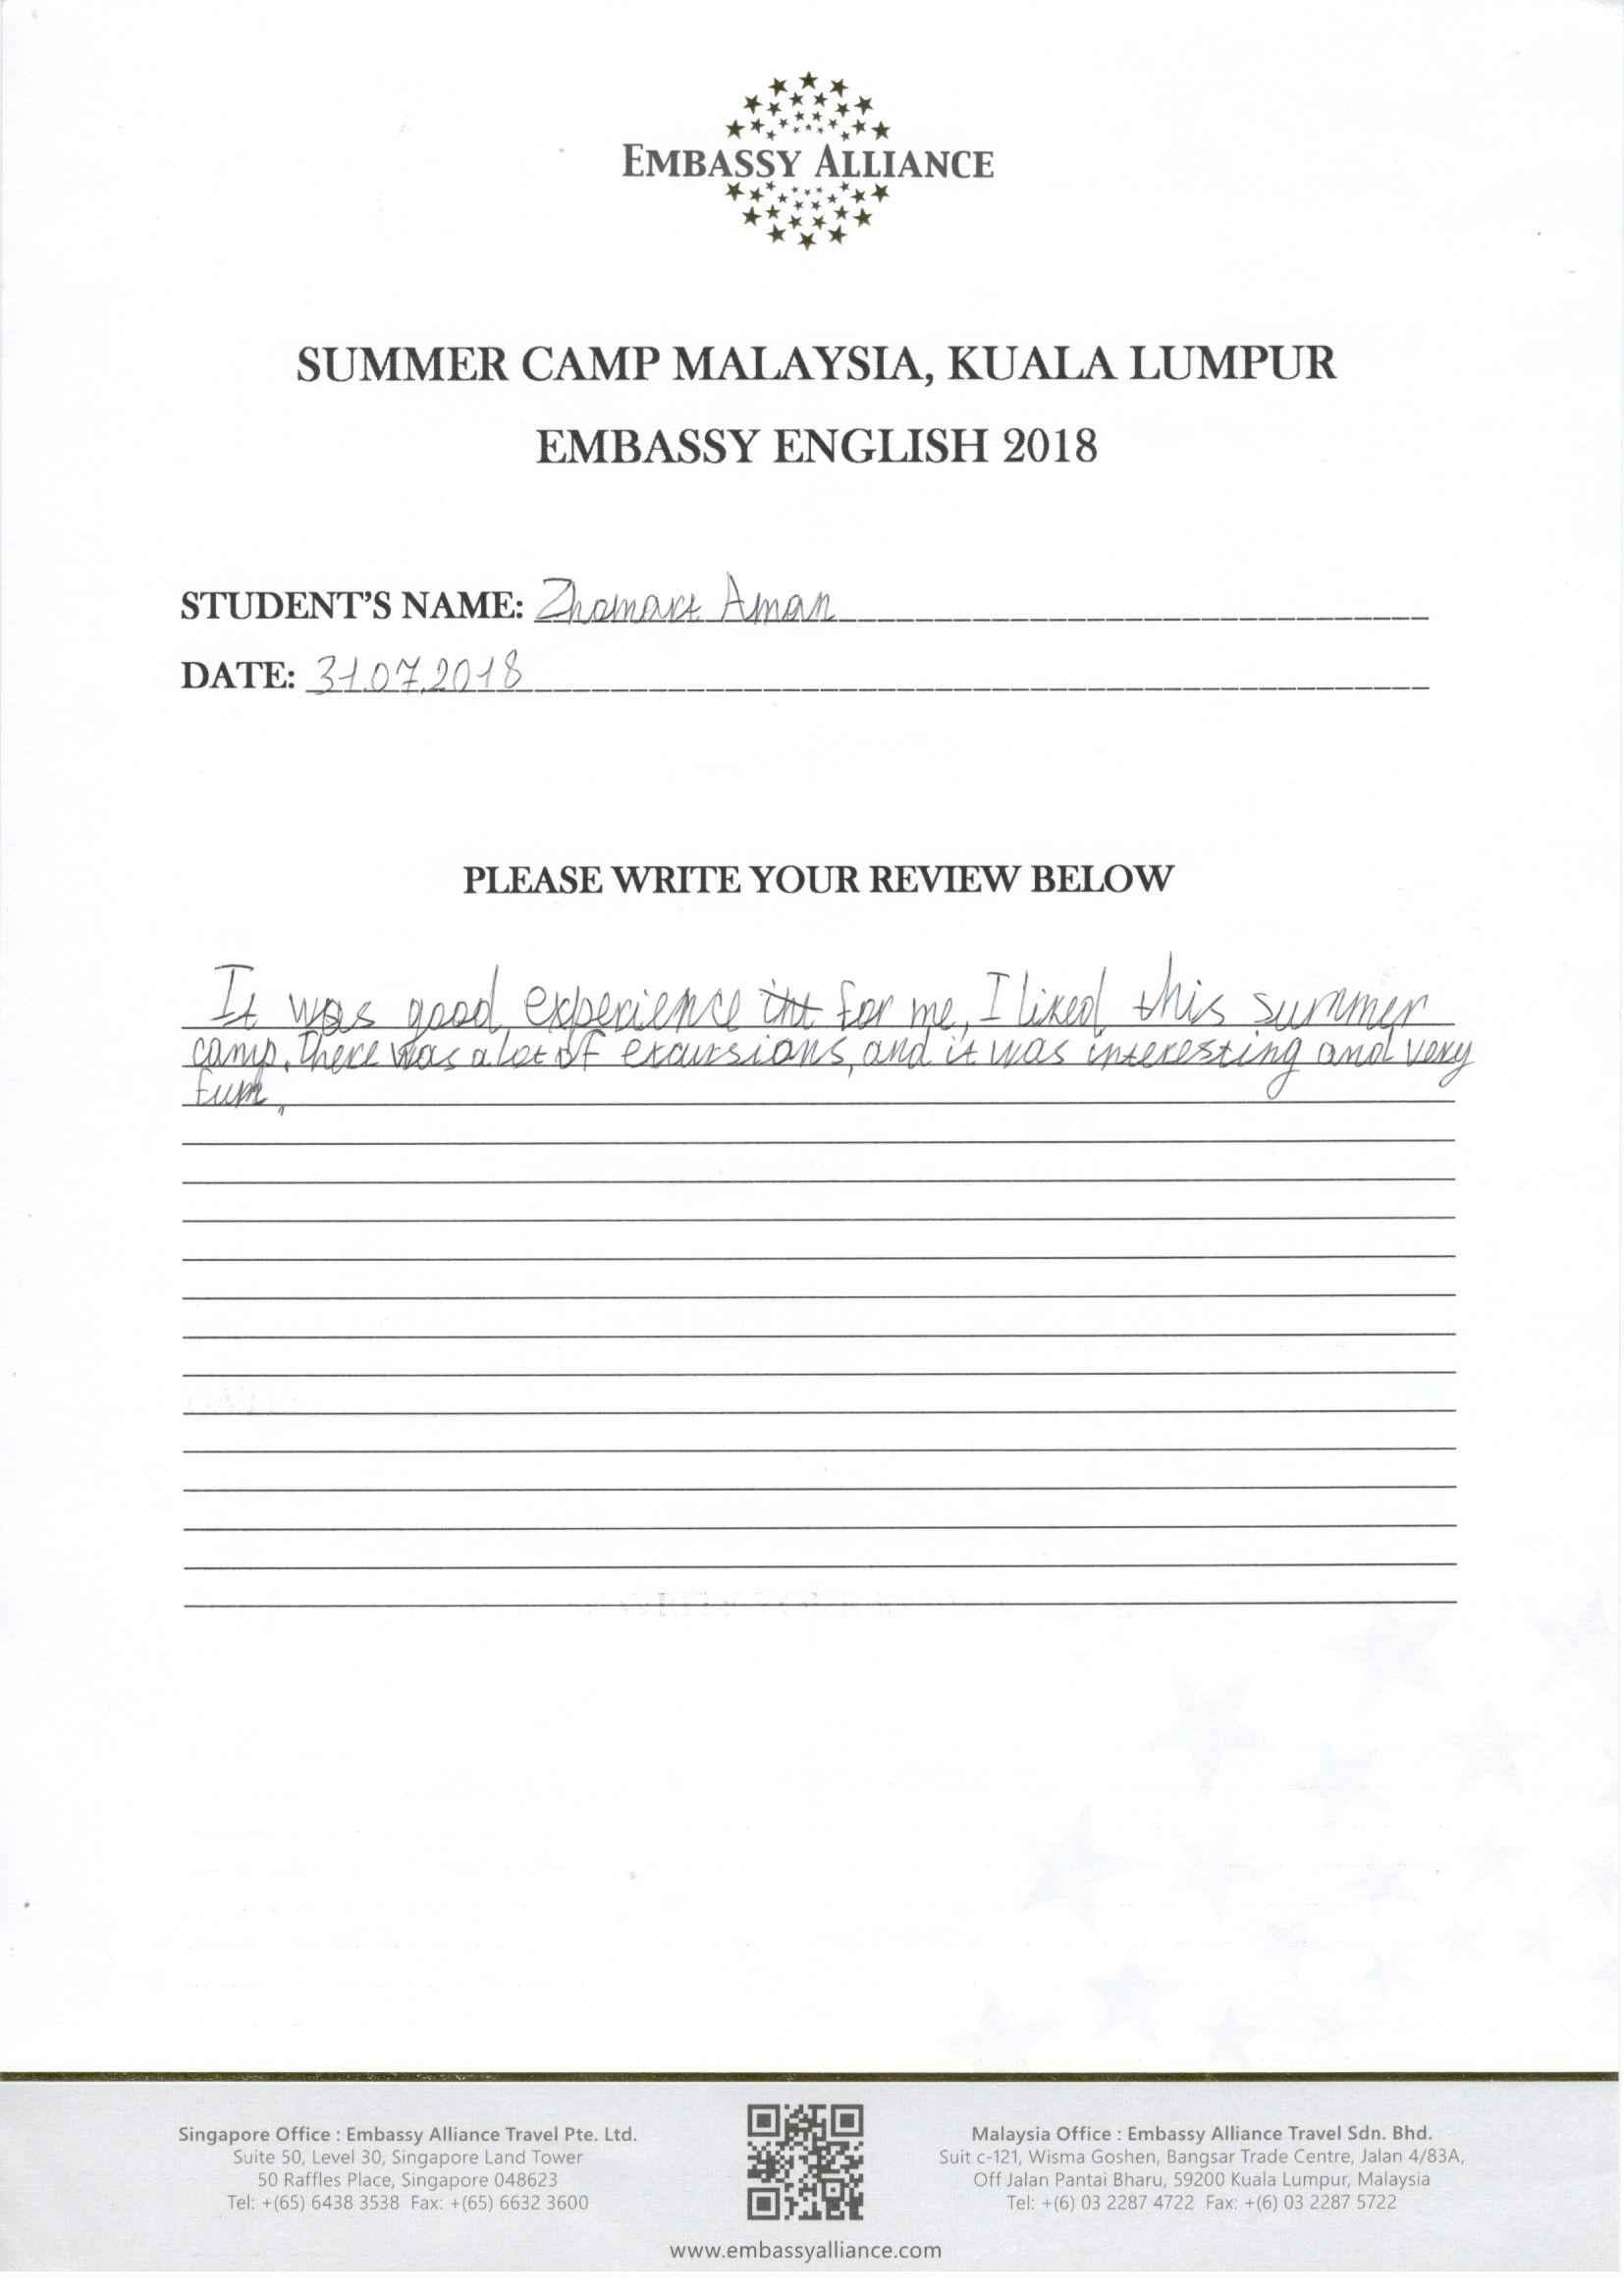 EMBASSY ALLIANCE
SUMMER CAMP MALAYSIA, KUALA LUMPUR
EMBASSY ENGLISH 2018
STUDENT'S NAME: Zhomart Aman
DATE: 31.07.2018
PLEASE WRITE YOUR REVIEW BELOW
It was good experience for me, I liked this summer
camp. There was a lot of excursions, and it was interesting and very
fun.
Singapore Office : Embassy Alliance Travel Pte. Ltd.
Suite 50, Level 30, Singapore Land Tower
50 Raffles Place, Singapore 048623
Tel: +(65) 6438 3538 Fax: +(65) 6632 3600
Malaysia Office : Embassy Alliance Travel Sdn. Bhd.
Suit c-121, Wisma Goshen, Bangsar Trade Centre, Jalan 4/83A,
Off Jalan Pantai Bharu, 59200 Kuala Lumpur, Malaysia
Tel: +(6) 03 2287 4722 Fax: +(6) 03 2287 5722
www.embassyalliance.com